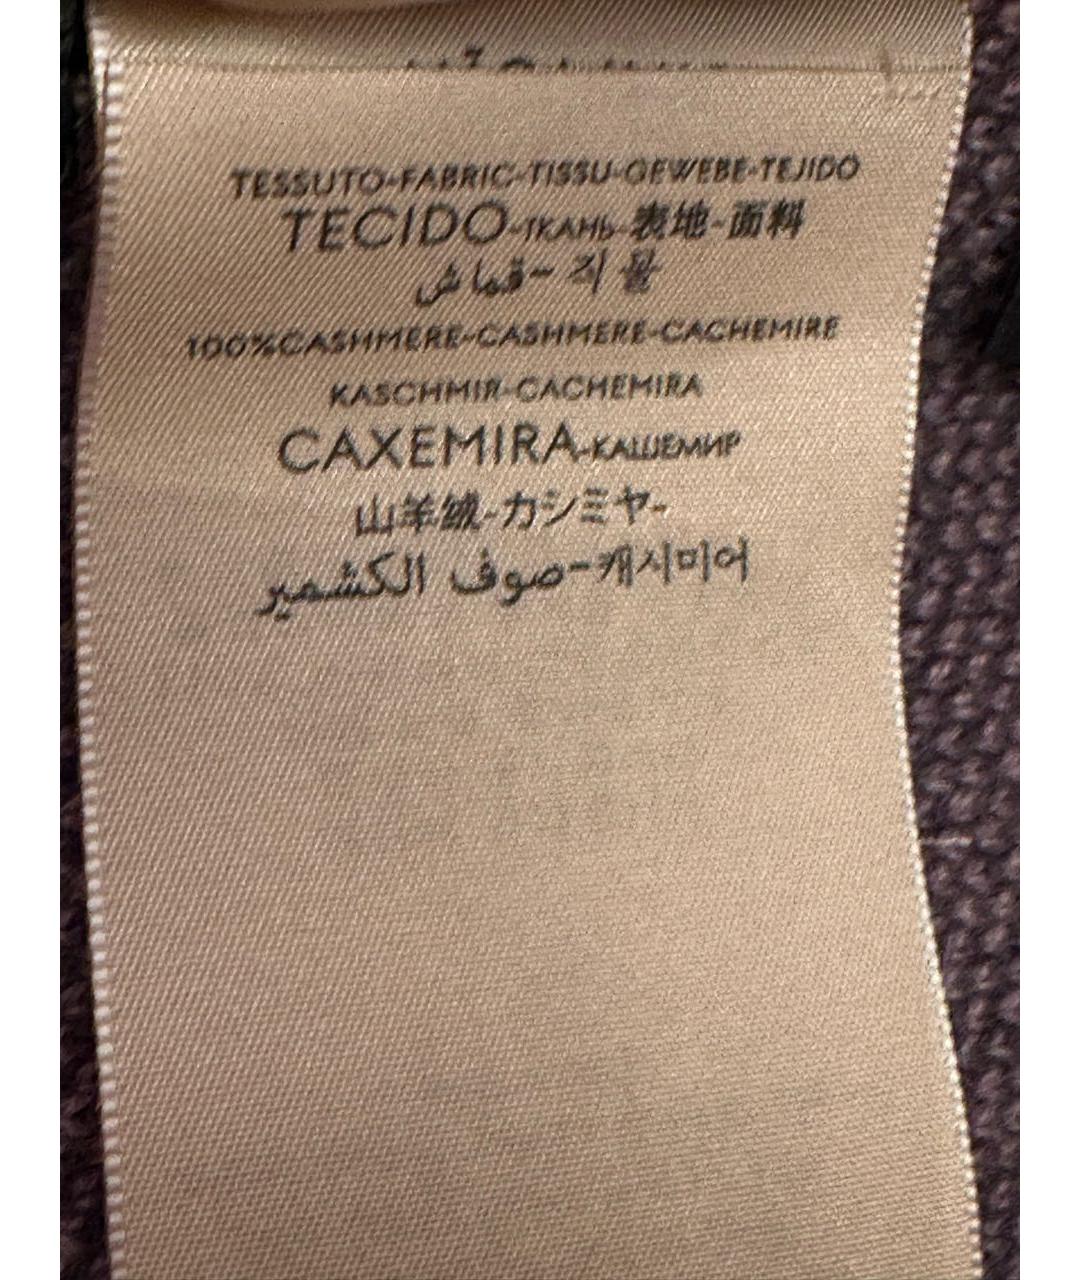 TESSUTO-FABRIC-TISSU-GEWEBE-TEJIDO
TECIDO-ТКАНЬ-表地-面料
قماش-직물
100%CASHMERE-CASHMERE-CACHEMIRE
KASCHMIR-CACHEMIRA
CAXEMIRA-КАШЕМИР
山羊绒-カシミヤ-
صوف الكشمير-캐시미어